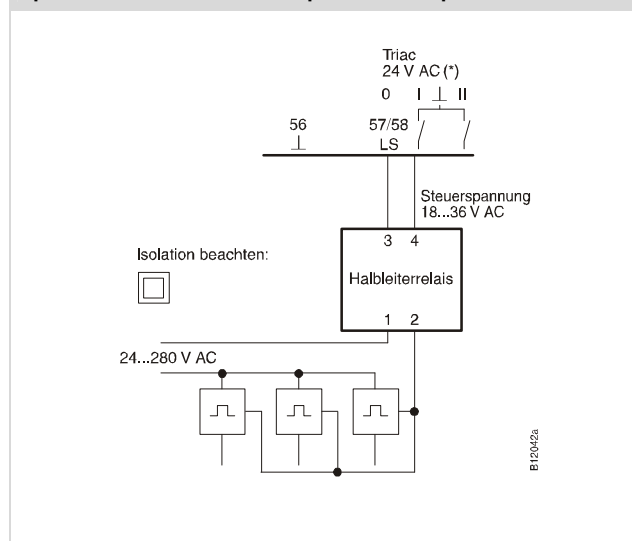 Triac
24 V AC (*)
0 I II
56 57/58
LS
Steuerspannung
18...36 V AC
3 4
Isolation beachten:
Halbleiterrelais
1 2
24...280 V AC
B12042a